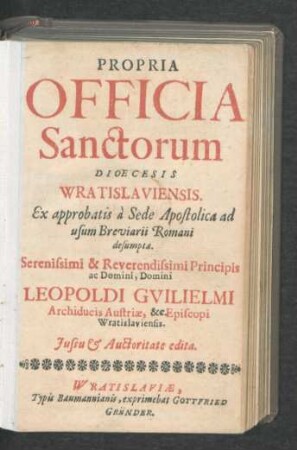 PROPRIA
OFFICIA
Sanctorum
DIOECESIS
WRATISLAVIENSIS.
Ex approbatis à Sede Apostolica ad
usum Breviarii Romani
desumpta.
Serenissimi & Reverendissimi Principis
ac Domini, Domini
LEOPOLDI GVILIELMI
Archiducis Austriæ, &c. Episcopi
Wratislaviensis.
Jussu & Auctoritate edita.
WRATISLAVIÆ,
Typis Baumannianis, exprimebat GOTTFRIED
GRÜNDER.